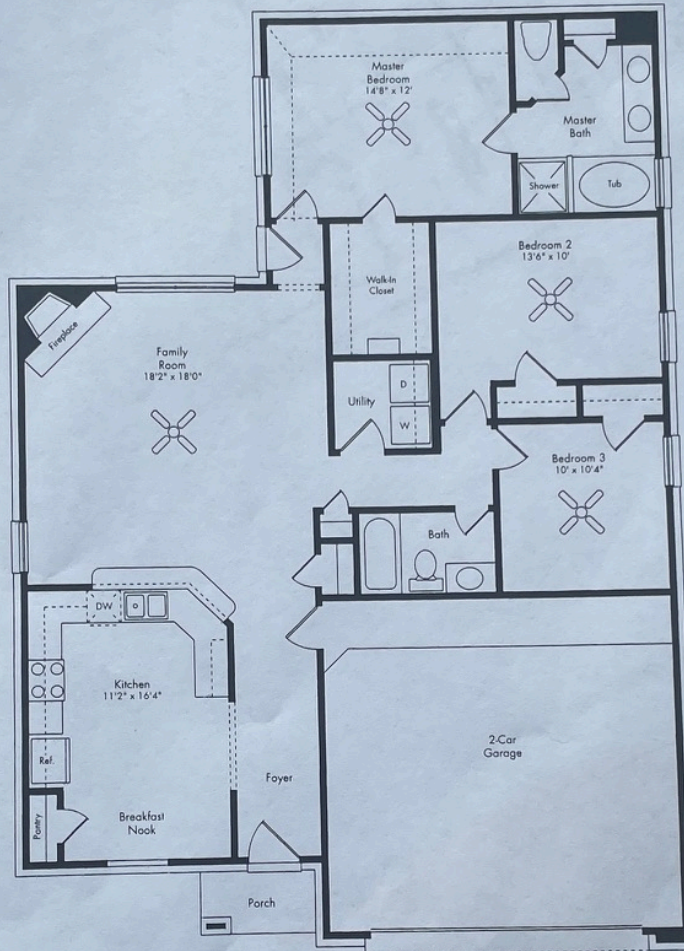 Master
Bedroom
14'8" x 12'
Master
Bath
Shower
Tub
Bedroom 2
13'6" x 10'
Walk-In
Closet
Fireplace
Family
Room
18'2" x 18'0"
Utility
D
W
Bedroom 3
10' x 10'4"
Bath
DW
Kitchen
11'2" x 16'4"
Ref.
2-Car
Garage
Foyer
Pantry
Breakfast
Nook
Porch